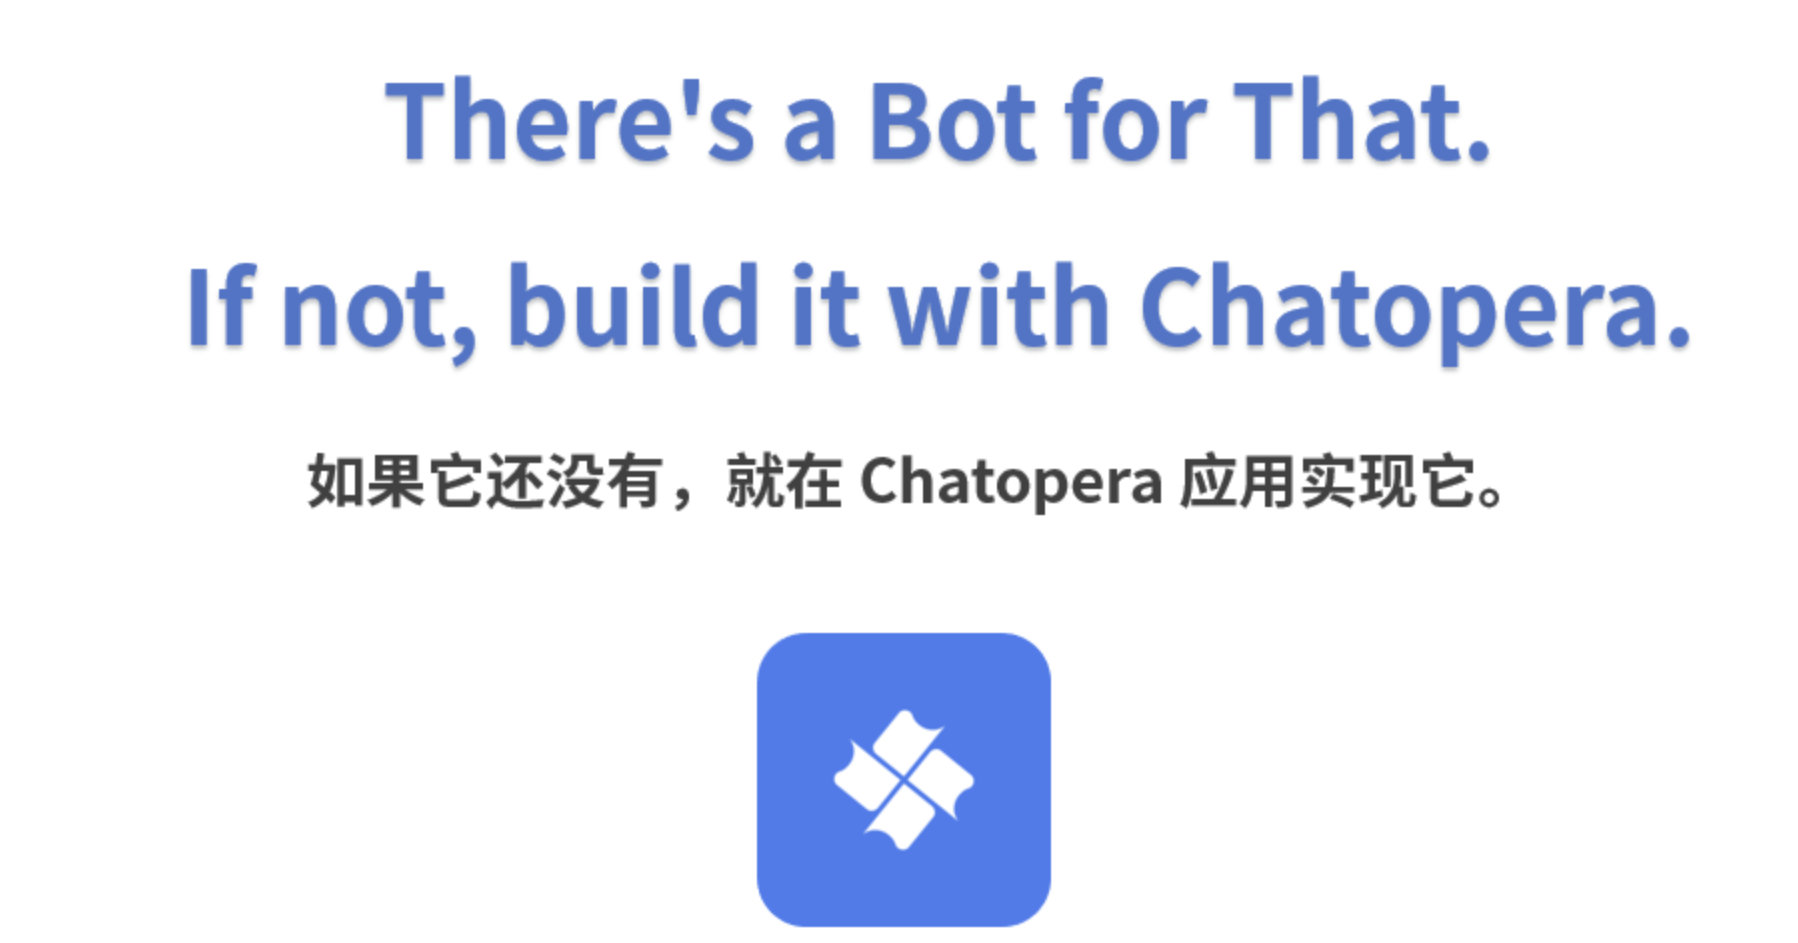 There's a Bot for That.
If not, build it with Chatopera.
如果它还没有，就在 Chatopera 应用实现它。